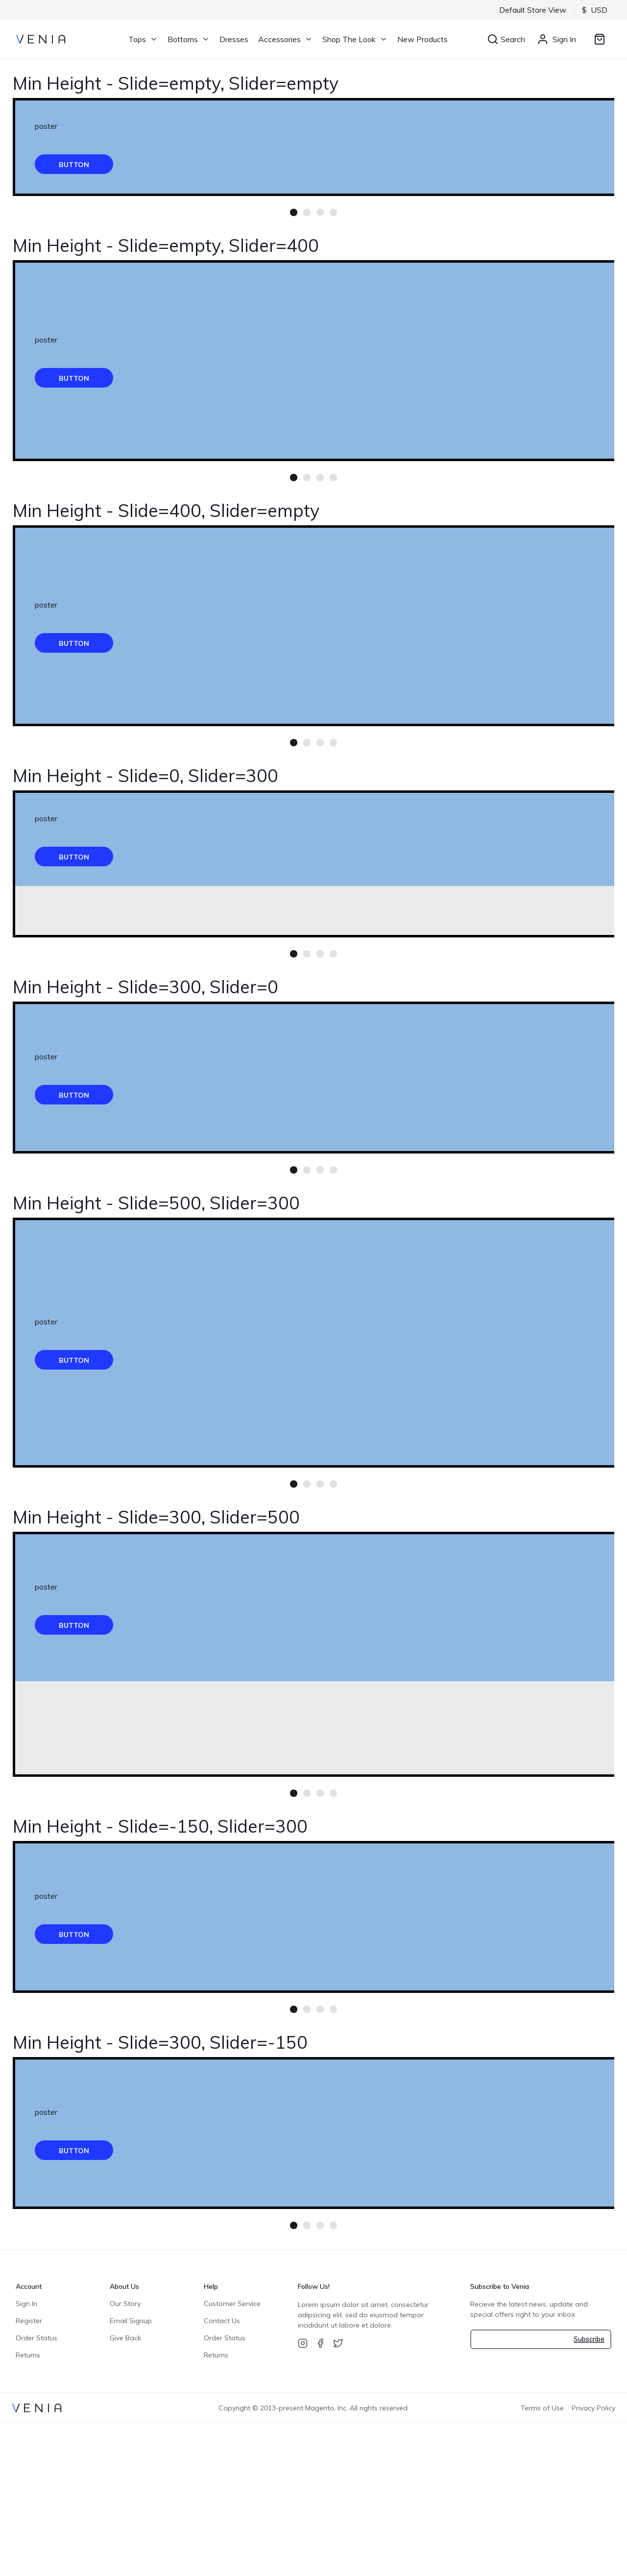 Default Store View $ USD
VENIA Tops Bottoms Dresses Accessories Shop The Look New Products Search Sign In
Min Height - Slide=empty, Slider=empty
poster
BUTTON
Min Height - Slide=empty, Slider=400
poster
BUTTON
Min Height - Slide=400, Slider=empty
poster
BUTTON
Min Height - Slide=0, Slider=300
poster
BUTTON
Min Height - Slide=300, Slider=0
poster
BUTTON
Min Height - Slide=500, Slider=300
poster
BUTTON
Min Height - Slide=300, Slider=500
poster
BUTTON
Min Height - Slide=-150, Slider=300
poster
BUTTON
Min Height - Slide=300, Slider=-150
poster
BUTTON
Account
Sign In
Register
Order Status
Returns
About Us
Our Story
Email Signup
Give Back
Help
Customer Service
Contact Us
Order Status
Returns
Follow Us!
Lorem ipsum dolor sit amet, consectetur
adipisicing elit, sed do eiusmod tempor
incididunt ut labore et dolore.
Subscribe to Venia
Recieve the latest news, update and
special offers right to your inbox.
Subscribe
VENIA Copyright © 2013-present Magento, Inc. All rights reserved. Terms of Use Privacy Policy